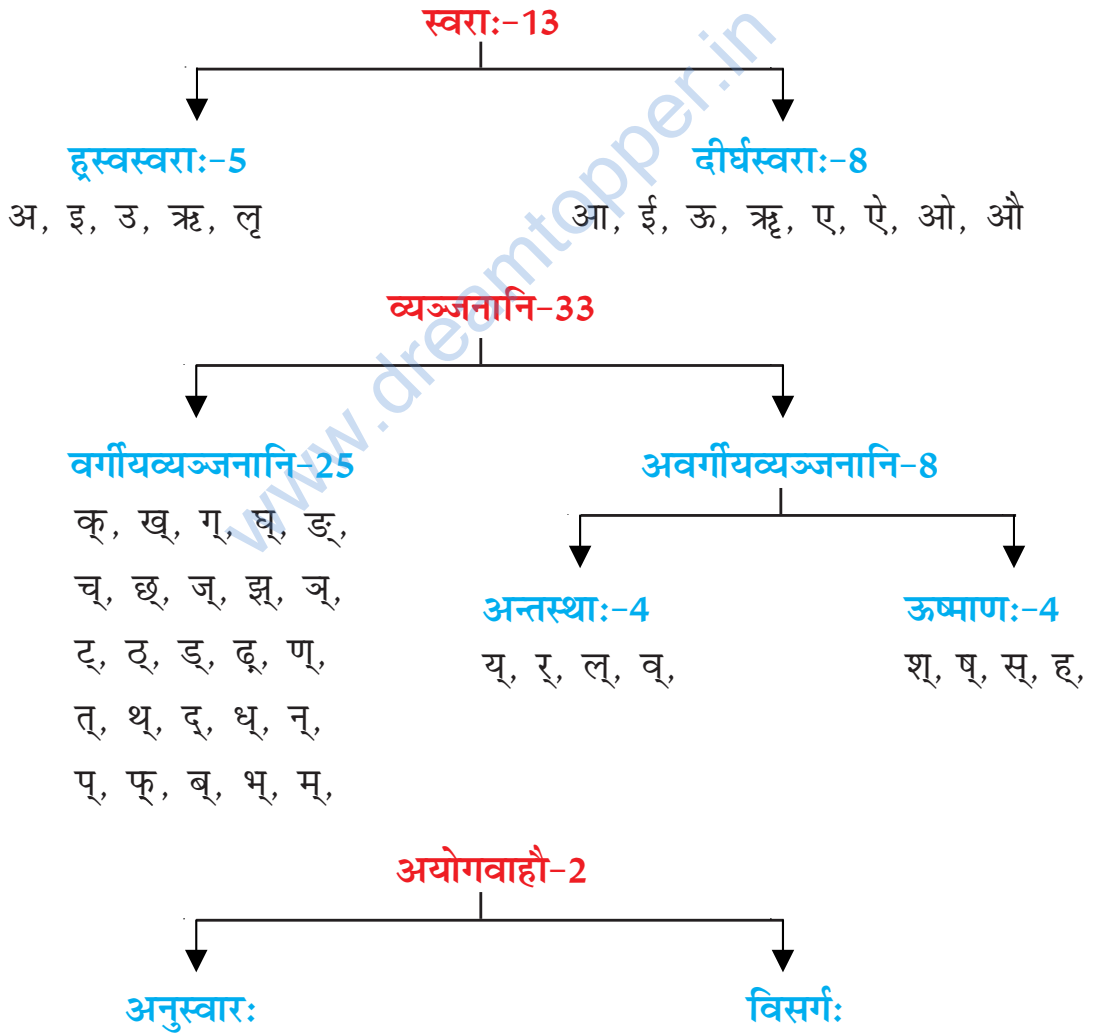 स्वराः-13
ह्रस्वस्वराः-5 दीर्घस्वराः-8
अ, इ, उ, ऋ, लृ आ, ई, ऊ, ॠ, ए, ऐ, ओ, औ
व्यञ्जनानि-33
वर्गीयव्यञ्जनानि-25 अवर्गीयव्यञ्जनानि-8
क्, ख्, ग्, घ्, ङ्,
च्, छ्, ज्, झ्, ञ्,
अन्तस्थाः-4 ऊष्माणः-4
ट्, ठ्, ड्, ढ्, ण्, य्, र्, ल्, व्, श्, ष्, स्, ह्,
त्, थ्, द्, ध्, न्,
प्, फ्, ब्, भ्, म्,
अयोगवाहौ-2
अनुस्वारः विसर्गः
www.dreamtopper.in